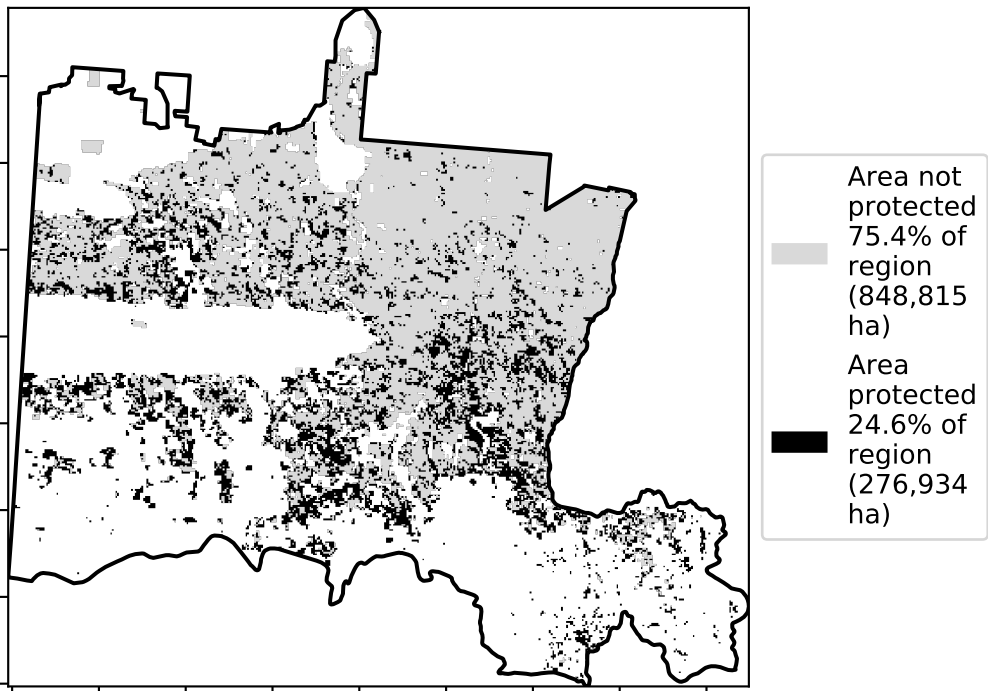 Area not
protected
75.4% of
region
(848,815
ha)
Area
protected
24.6% of
region
(276,934
ha)